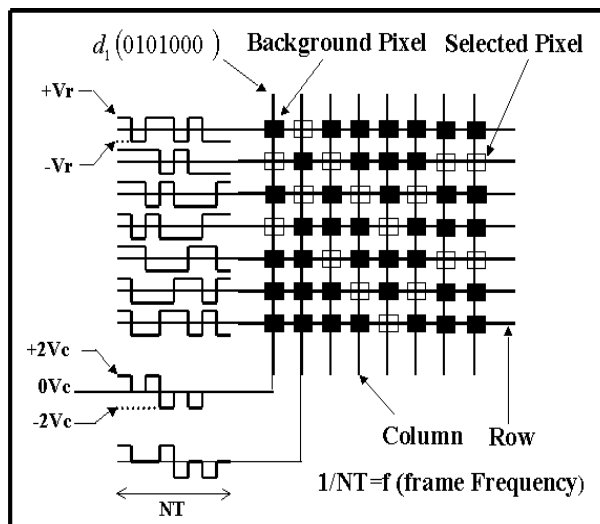 d₁(0101000 )
Background Pixel
Selected Pixel
+Vr
-Vr
+2Vc
0Vc
-2Vc
Column
Row
1/NT=f (frame Frequency)
NT